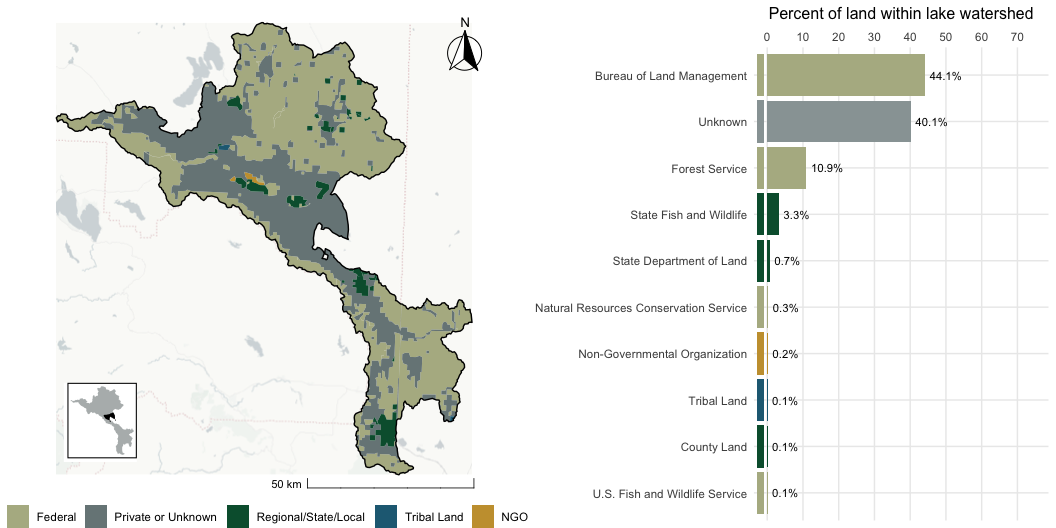 Percent of land within lake watershed
N
0 10 20 30 40 50 60 70
Bureau of Land Management 44.1%
Unknown 40.1%
Forest Service 10.9%
State Fish and Wildlife 3.3%
State Department of Land 0.7%
Natural Resources Conservation Service 0.3%
Non-Governmental Organization 0.2%
Tribal Land 0.1%
County Land 0.1%
U.S. Fish and Wildlife Service 0.1%
50 km
Federal Private or Unknown Regional/State/Local Tribal Land NGO